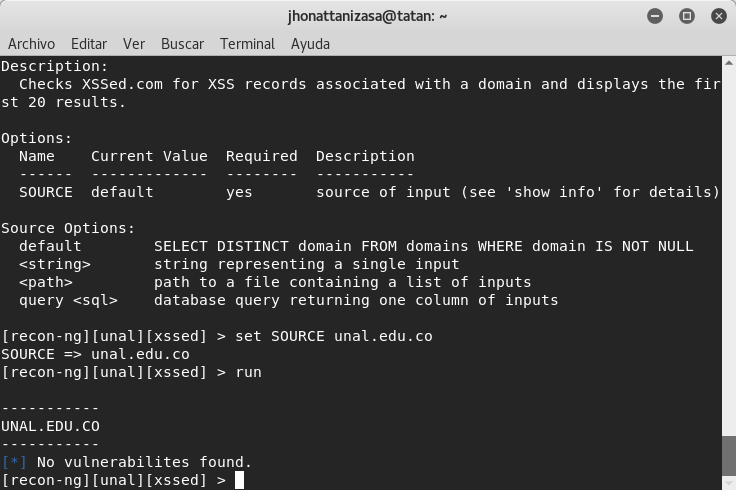 jhonattanizasa@tatan: ~
Archivo Editar Ver Buscar Terminal Ayuda
Description:
  Checks XSSed.com for XSS records associated with a domain and displays the fir
st 20 results.

Options:
  Name    Current Value  Required  Description
  ------  -------------  --------  -----------
  SOURCE  default        yes       source of input (see 'show info' for details)

Source Options:
  default        SELECT DISTINCT domain FROM domains WHERE domain IS NOT NULL
  <string>       string representing a single input
  <path>         path to a file containing a list of inputs
  query <sql>    database query returning one column of inputs

[recon-ng][unal][xssed] > set SOURCE unal.edu.co
SOURCE => unal.edu.co
[recon-ng][unal][xssed] > run

-----------
UNAL.EDU.CO
-----------
[*] No vulnerabilites found.
[recon-ng][unal][xssed] >